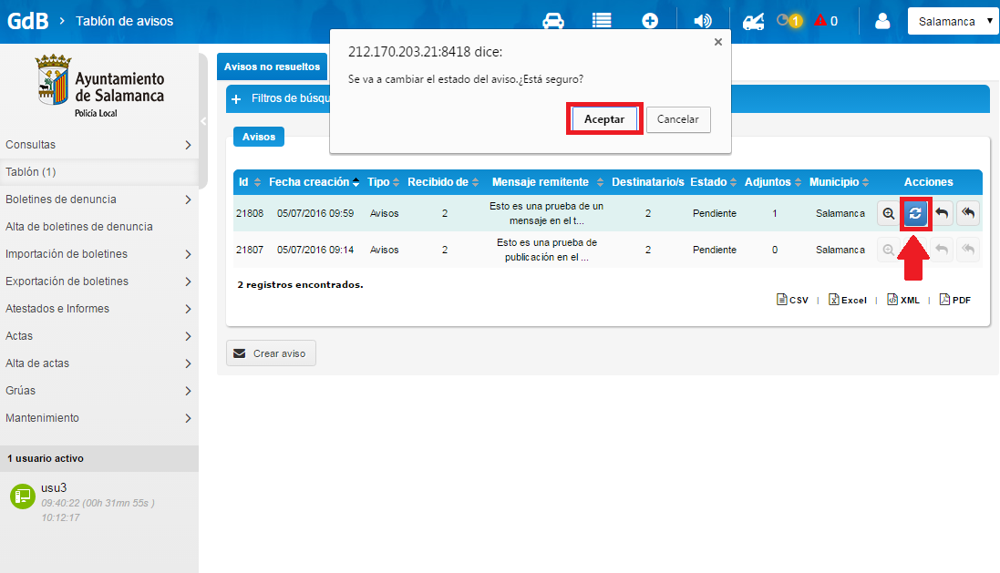 GdB > Tablón de avisos
1
0
Salamanca
212.170.203.21:8418 dice:
Se va a cambiar el estado del aviso.¿Está seguro?
Aceptar
Cancelar
Ayuntamiento
de Salamanca
Policía Local
Consultas
Tablón (1)
Boletines de denuncia
Alta de boletines de denuncia
Importación de boletines
Exportación de boletines
Atestados e Informes
Actas
Alta de actas
Grúas
Mantenimiento
1 usuario activo
usu3
09:40:22 (00h 31mn 55s )
10:12:17
Avisos no resueltos
+ Filtros de búsqu
Avisos
Id Fecha creación Tipo Recibido de Mensaje remitente Destinatario/s Estado Adjuntos Municipio Acciones
21808 05/07/2016 09:59 Avisos 2 Esto es una prueba de un 2 Pendiente 1 Salamanca
mensaje en el t...
21807 05/07/2016 09:14 Avisos 2 Esto es una prueba de 2 Pendiente 0 Salamanca
publicación en el ...
2 registros encontrados.
CSV | Excel | XML | PDF
Crear aviso